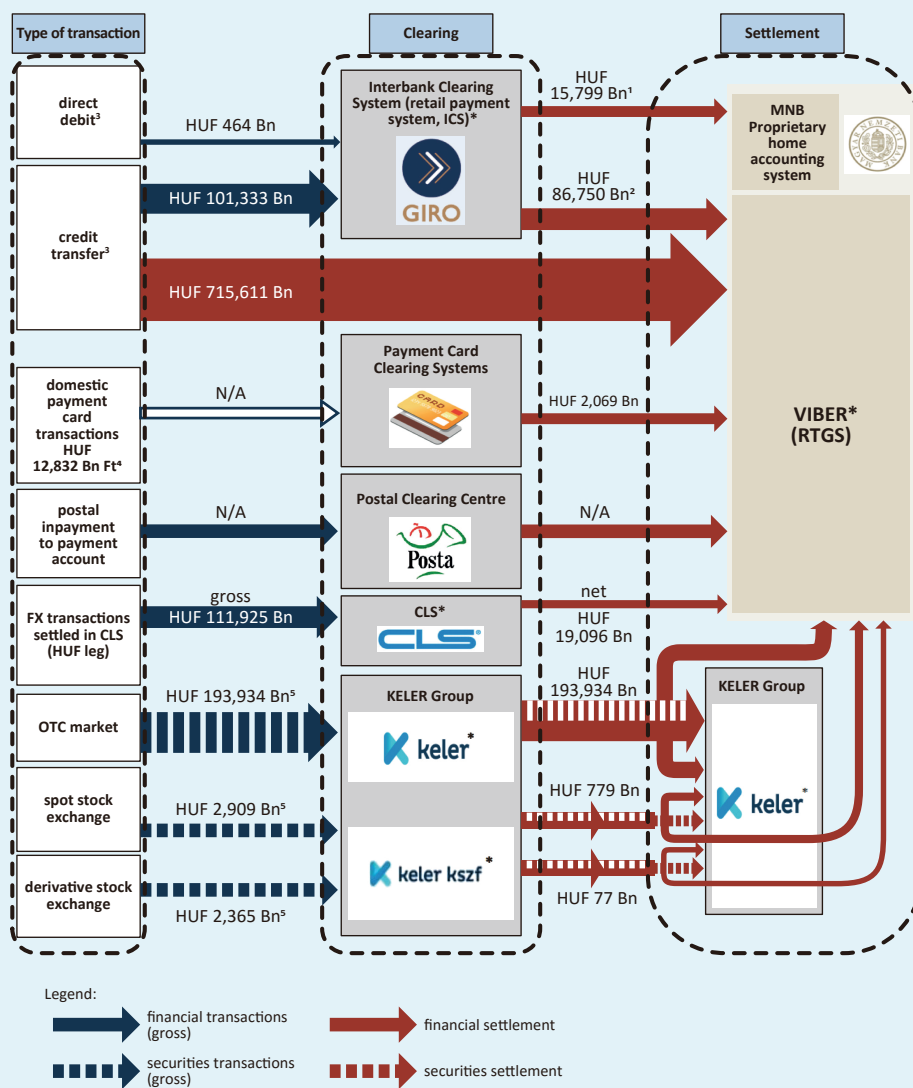 Type of transaction
Clearing
Settlement
direct
debit³
HUF 464 Bn
Interbank Clearing
System (retail payment
system, ICS)*
GIRO
HUF
15,799 Bn¹
MNB
Proprietary
home
accounting
system
MAGYAR NEMZETI BANK
credit
transfer³
HUF 101,333 Bn
HUF
86,750 Bn²
HUF 715,611 Bn
domestic
payment
card
transactions
HUF
12,832 Bn Ft⁴
N/A
Payment Card
Clearing Systems
CARD
HUF 2,069 Bn
VIBER*
(RTGS)
postal
inpayment
to payment
account
N/A
Postal Clearing Centre
Posta
N/A
FX transactions
settled in CLS
(HUF leg)
gross
HUF 111,925 Bn
CLS*
CLS
net
HUF
19,096 Bn
OTC market
HUF 193,934 Bn⁵
KELER Group
keler*
HUF
193,934 Bn
KELER Group
keler*
spot stock
exchange
HUF 2,909 Bn⁵
keler kszf*
HUF 779 Bn
derivative stock
exchange
HUF 2,365 Bn⁵
HUF 77 Bn
Legend:
financial transactions
(gross)
financial settlement
securities transactions
(gross)
securities settlement